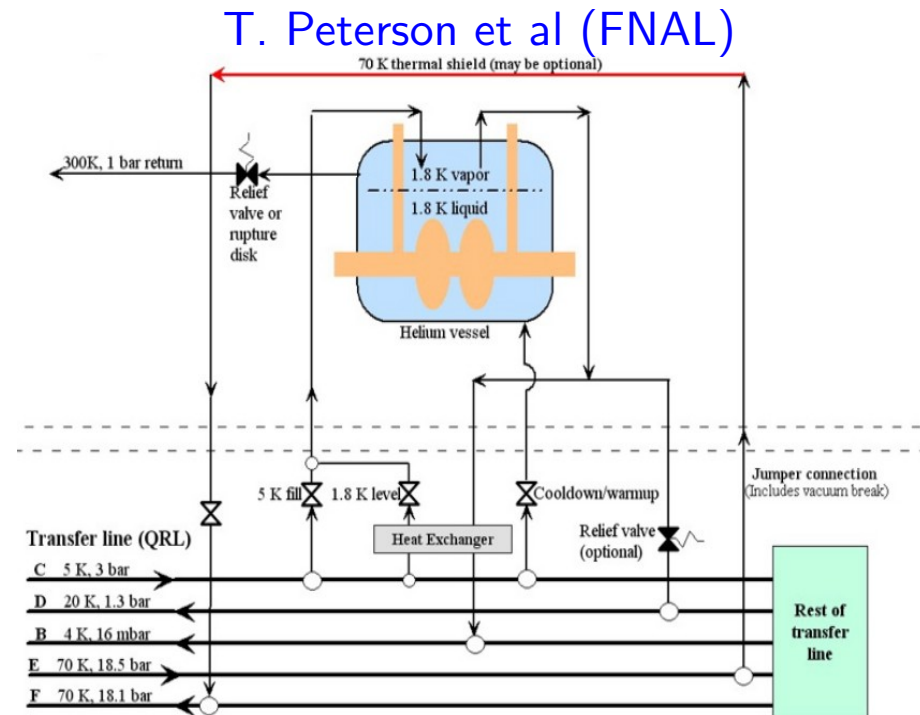 T. Peterson et al (FNAL)
70 K thermal shield (may be optional)
300K, 1 bar return
Relief
valve or
rupture
disk
1.8 K vapor
1.8 K liquid
Helium vessel
5 K fill
1.8 K level
Cooldown/warmup
Jumper connection
(Includes vacuum break)
Heat Exchanger
Relief valve
(optional)
Transfer line (QRL)
C 5 K, 3 bar
D 20 K, 1.3 bar
B 4 K, 16 mbar
E 70 K, 18.5 bar
F 70 K, 18.1 bar
Rest of
transfer
line